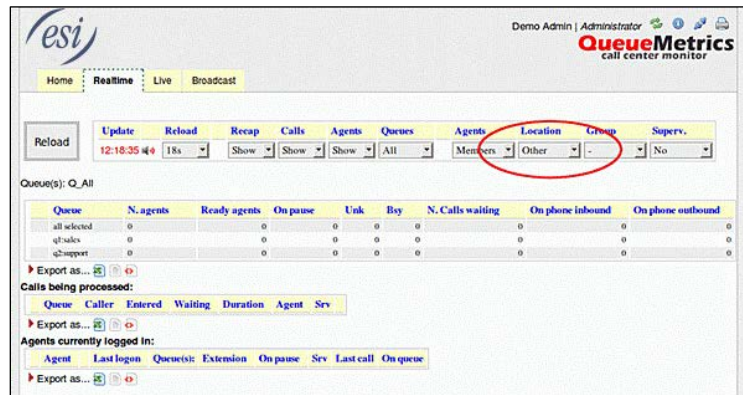 esi
Demo Admin | Administrator
QueueMetrics
call center monitor
Home Realtime Live Broadcast
Reload
Update Reload Recap Calls Agents Queues Agents Location Group Superv.
12:18:35 18s Show Show Show All Members Other - No
Queue(s): Q_All
Queue N. agents Ready agents On pause Unk Bsy N. Calls waiting On phone inbound On phone outbound
all selected 0 0 0 0 0 0 0 0
q1:sales 0 0 0 0 0 0 0 0
q2:support 0 0 0 0 0 0 0 0
Export as...
Calls being processed:
Queue Caller Entered Waiting Duration Agent Srv
Export as...
Agents currently logged in:
Agent Last logon Queue(s): Extension On pause Srv Last call On queue
Export as...